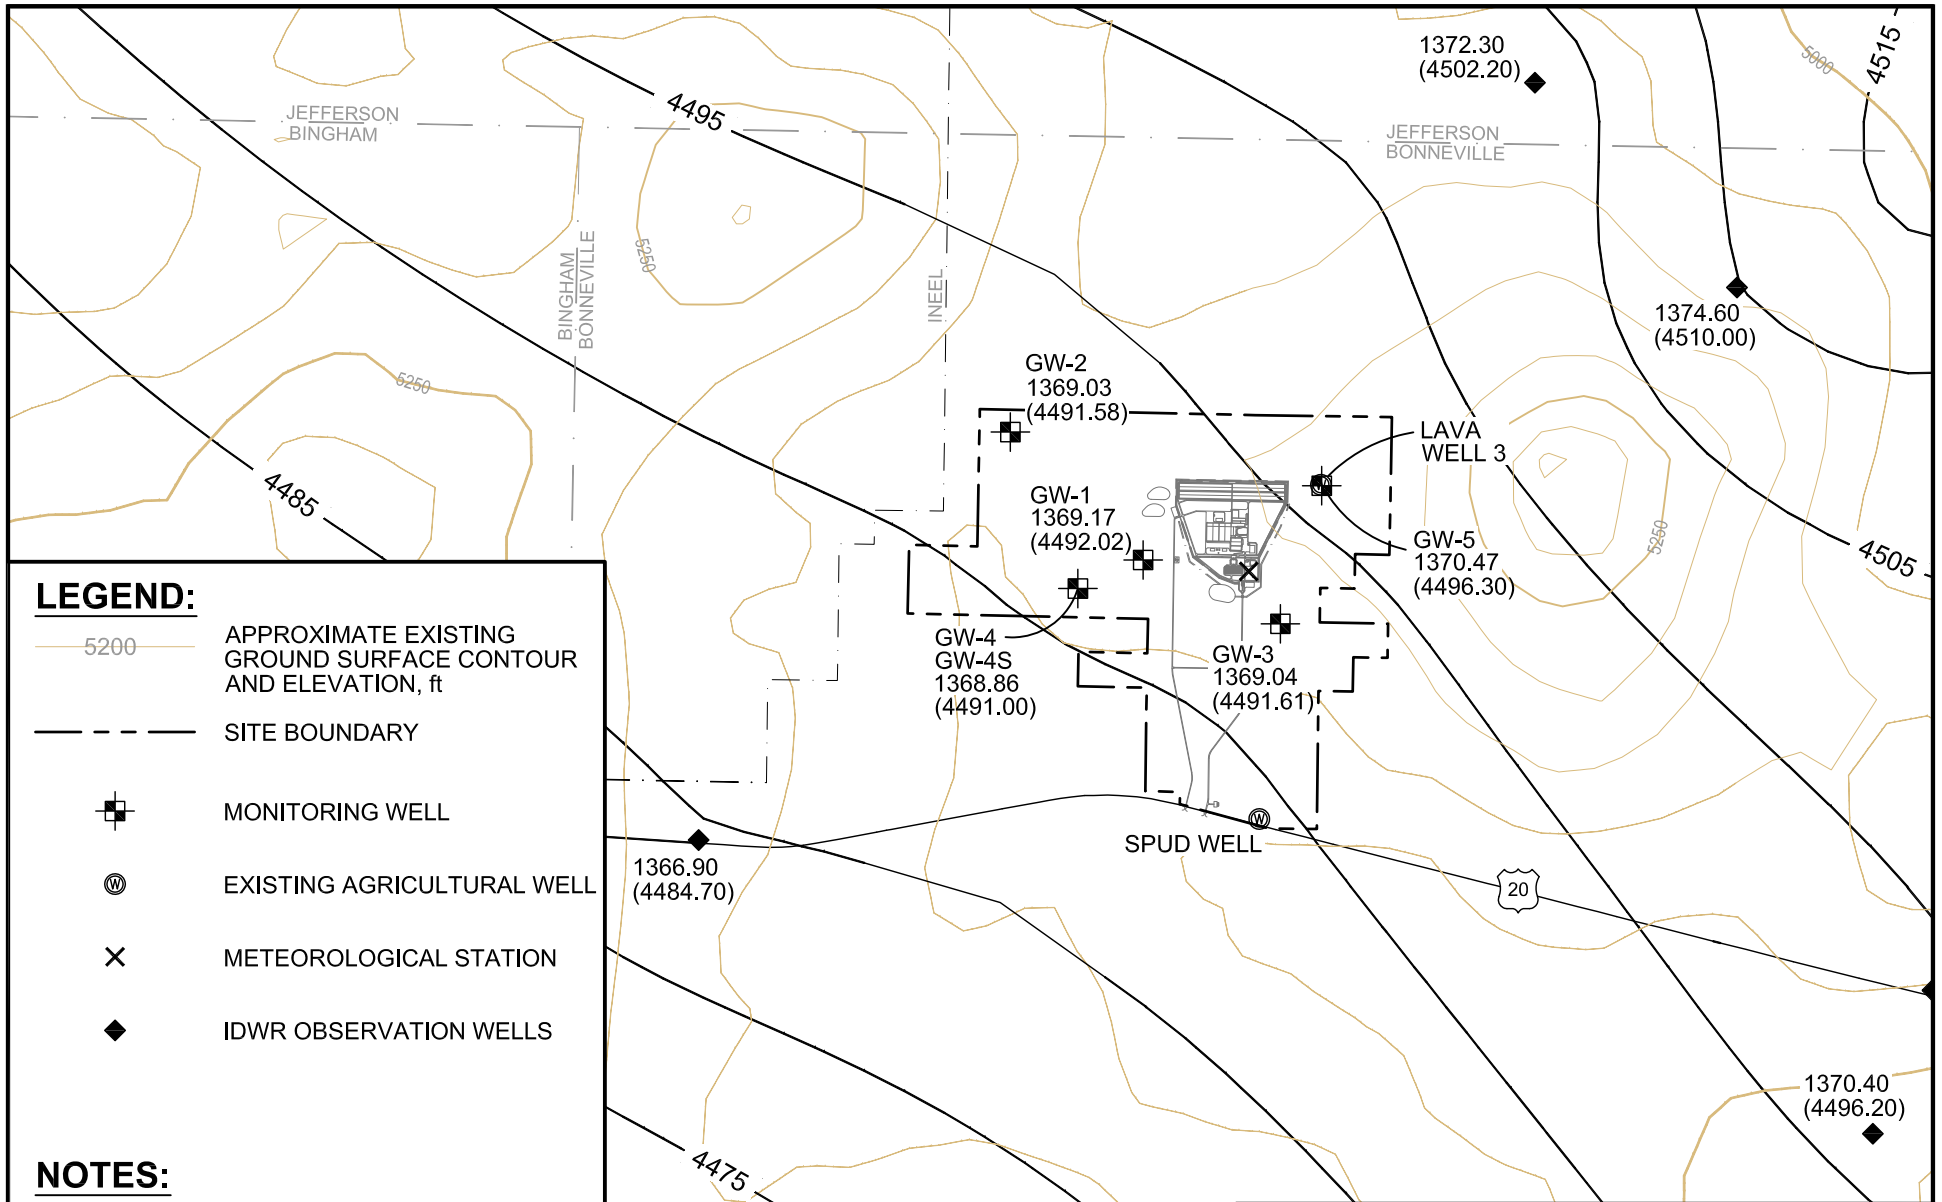 1372.30
(4502.20)
4515
5000
4495
JEFFERSON
BINGHAM
JEFFERSON
BONNEVILLE
BINGHAM
BONNEVILLE
5250
INEEL
1374.60
(4510.00)
5250
GW-2
1369.03
(4491.58)
LAVA
WELL 3
4485
GW-1
1369.17
(4492.02)
5250
GW-5
1370.47
(4496.30)
4505
GW-4
GW-4S
1368.86
(4491.00)
GW-3
1369.04
(4491.61)
SPUD WELL
1366.90
(4484.70)
20
1370.40
(4496.20)
4475
LEGEND:
5200
APPROXIMATE EXISTING
GROUND SURFACE CONTOUR
AND ELEVATION, ft
SITE BOUNDARY
MONITORING WELL
W
EXISTING AGRICULTURAL WELL
METEOROLOGICAL STATION
IDWR OBSERVATION WELLS
NOTES: